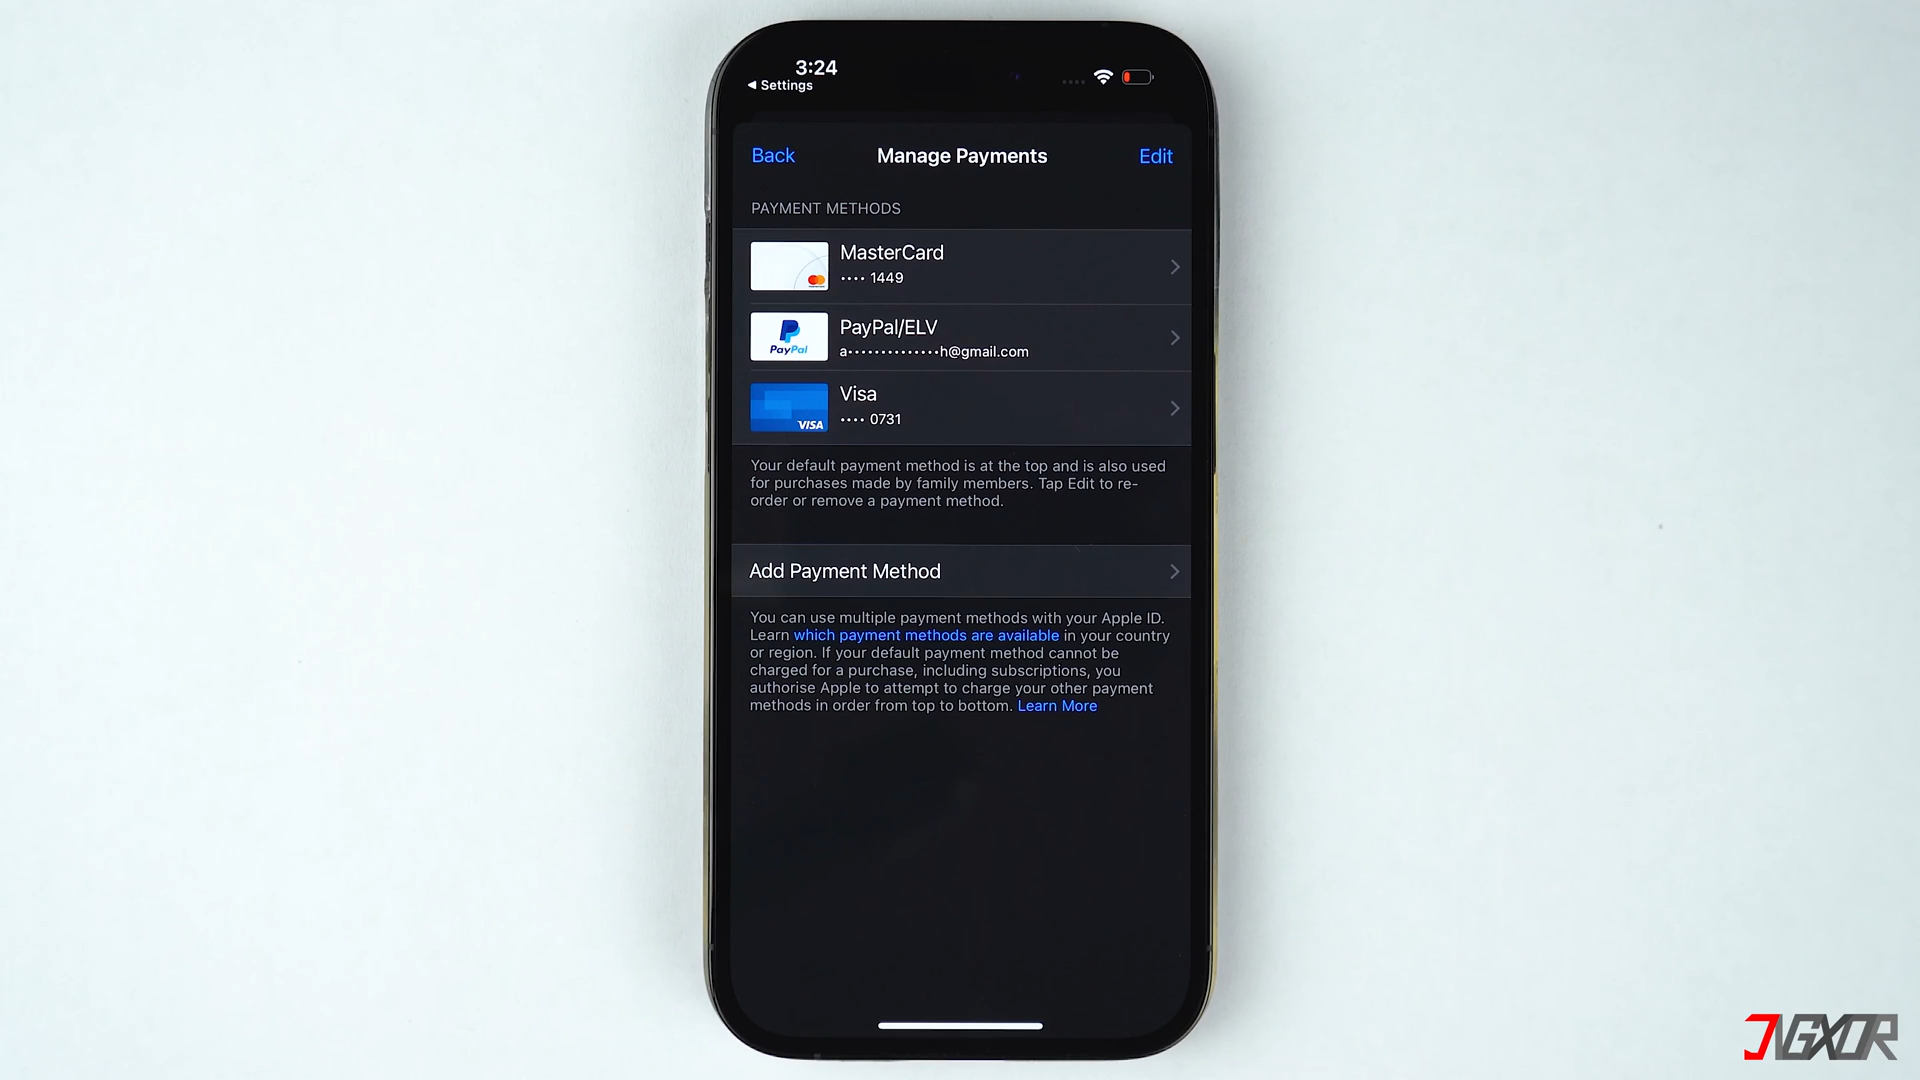 3:24
◀ Settings
Back
Manage Payments
Edit
PAYMENT METHODS
MasterCard
•••• 1449
PayPal
PayPal/ELV
a••••••••••••••h@gmail.com
VISA
Visa
•••• 0731
Your default payment method is at the top and is also used
for purchases made by family members. Tap Edit to re-
order or remove a payment method.
Add Payment Method
You can use multiple payment methods with your Apple ID.
Learn which payment methods are available in your country
or region. If your default payment method cannot be
charged for a purchase, including subscriptions, you
authorise Apple to attempt to charge your other payment
methods in order from top to bottom. Learn More